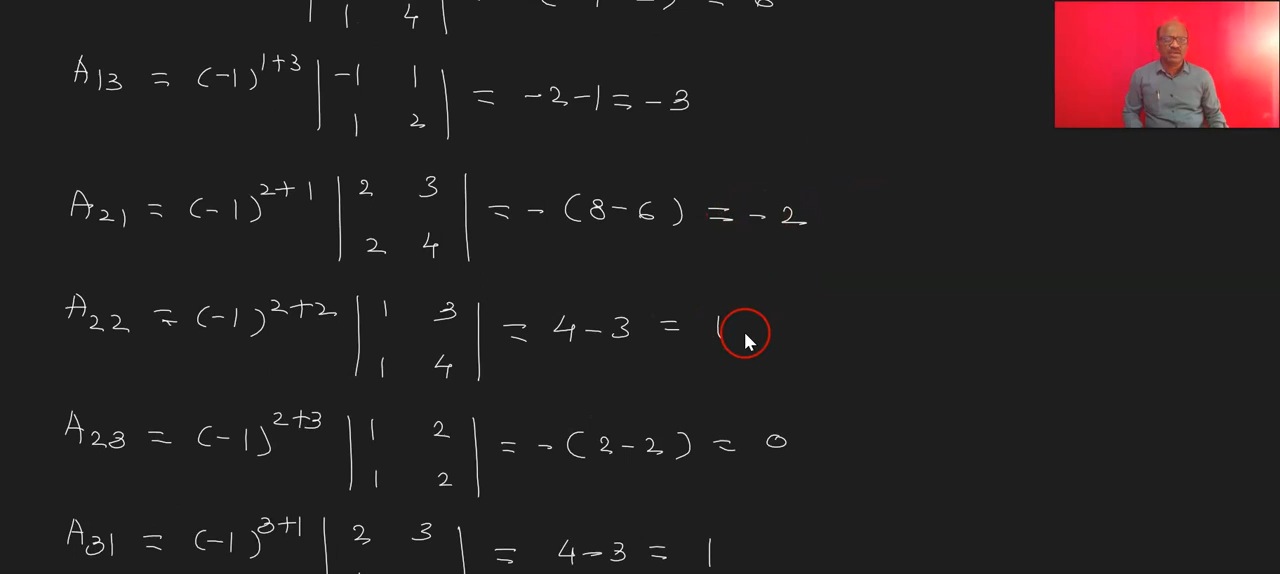 1 4
A13 = (-1)^1+3 | -1 1 | = -2-1 = -3
1 2
A21 = (-1)^2+1 | 2 3 | = -(8-6) = -2
2 4
A22 = (-1)^2+2 | 1 3 | = 4-3 = 1
1 4
A23 = (-1)^2+3 | 1 2 | = -(2-2) = 0
1 2
A31 = (-1)^3+1 | 2 3 | = 4-3 = 1